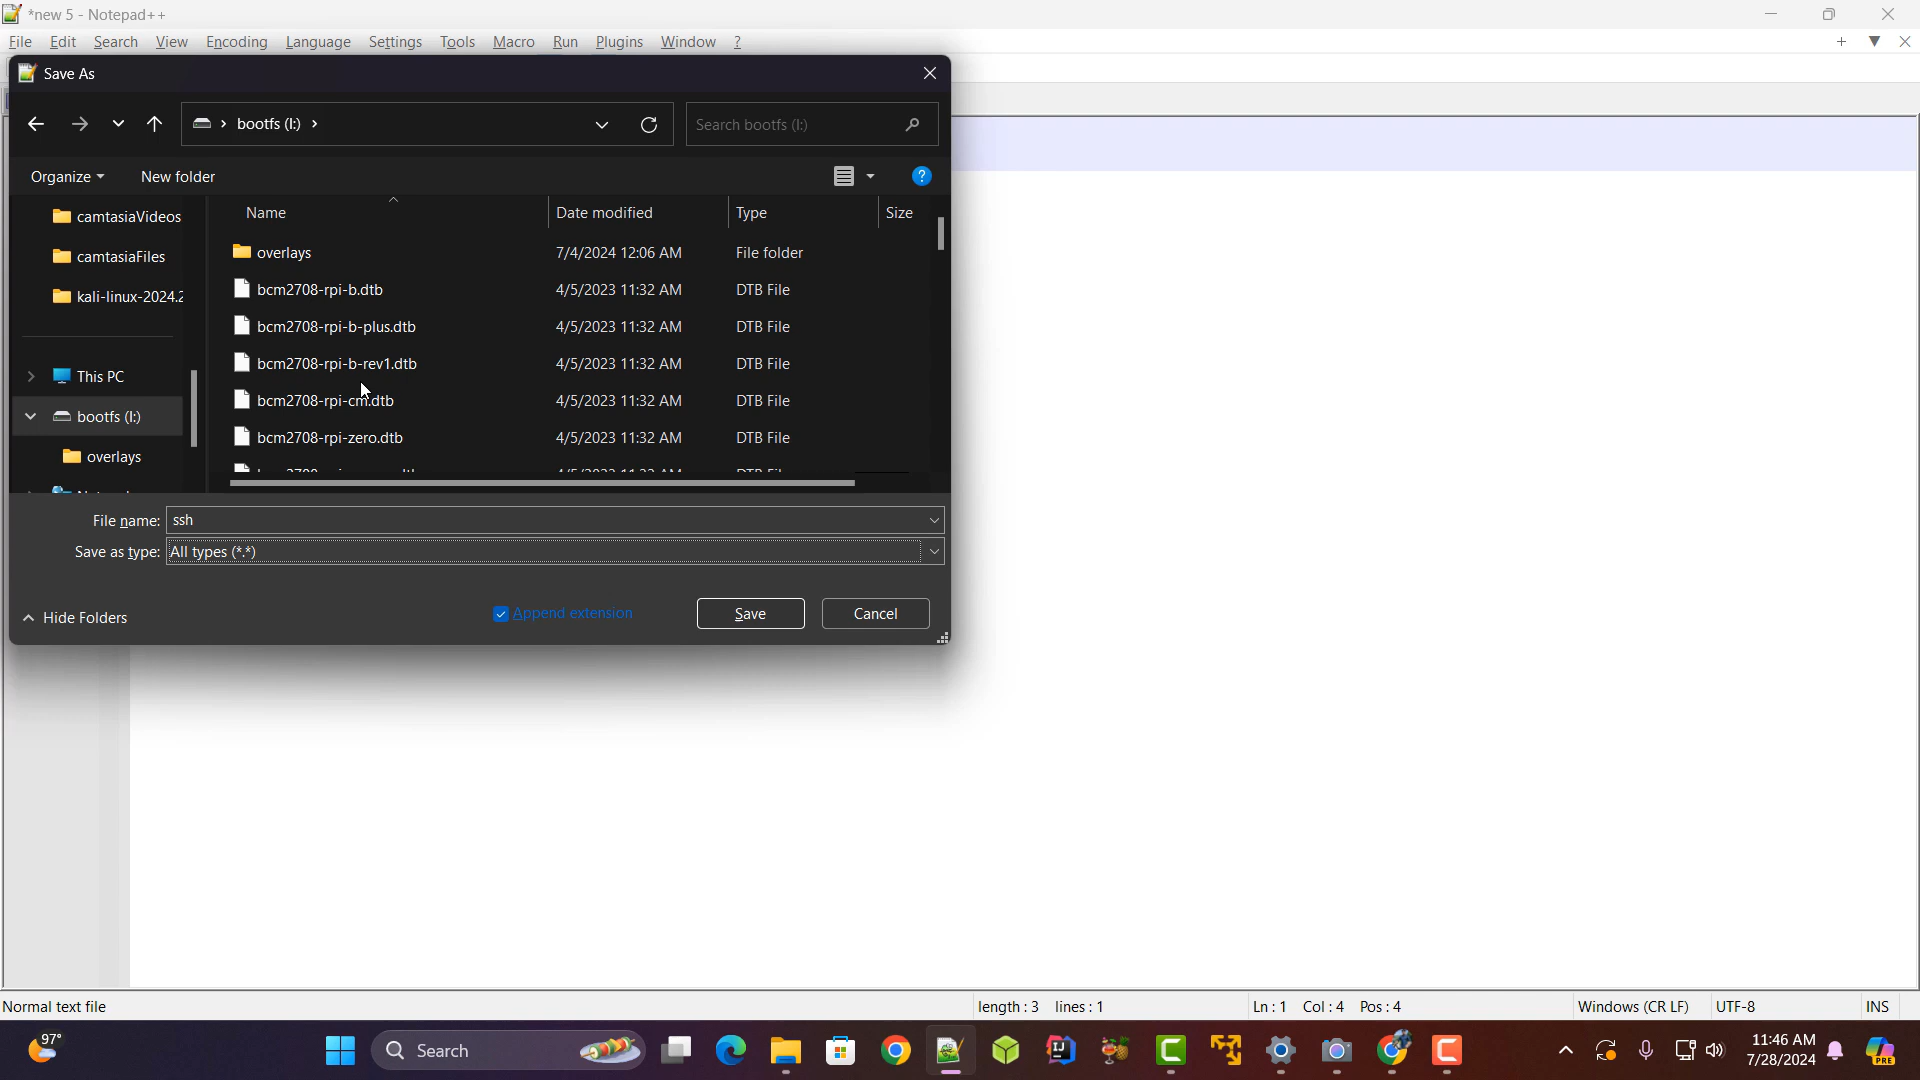 *new 5 - Notepad++
File Edit Search View Encoding Language Settings Tools Macro Run Plugins Window ?
Save As
bootfs (I:)
Search bootfs (I:)
Organize New folder
camtasiaVideos
camtasiaFiles
kali-linux-2024.2
This PC
bootfs (I:)
overlays
Name Date modified Type Size
overlays 7/4/2024 12:06 AM File folder
bcm2708-rpi-b.dtb 4/5/2023 11:32 AM DTB File
bcm2708-rpi-b-plus.dtb 4/5/2023 11:32 AM DTB File
bcm2708-rpi-b-rev1.dtb 4/5/2023 11:32 AM DTB File
bcm2708-rpi-cm.dtb 4/5/2023 11:32 AM DTB File
bcm2708-rpi-zero.dtb 4/5/2023 11:32 AM DTB File
File name: ssh
Save as type: All types (*.*)
Hide Folders
Append extension
Save Cancel
Normal text file length : 3 lines : 1 Ln : 1 Col : 4 Pos : 4 Windows (CR LF) UTF-8 INS
97°
Search
11:46 AM
7/28/2024
PRE